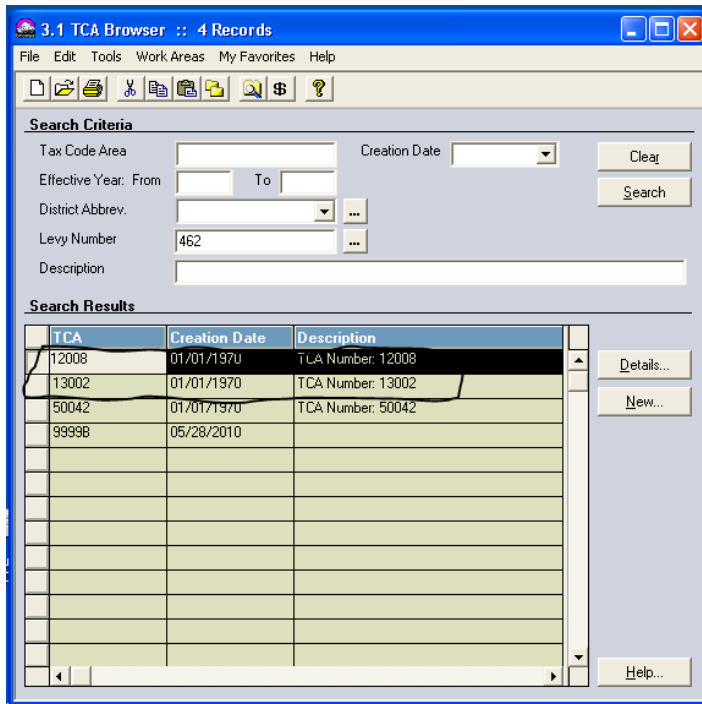 3.1 TCA Browser :: 4 Records
File Edit Tools Work Areas My Favorites Help
$ ?
Search Criteria
Tax Code Area Creation Date Clear
Effective Year: From To Search
District Abbrev. ...
Levy Number 462 ...
Description
Search Results
TCA Creation Date Description
12008 01/01/1970 TCA Number: 12008 Details...
13002 01/01/1970 TCA Number: 13002
50042 01/01/1970 TCA Number: 50042 New...
9999B 05/28/2010
Help...